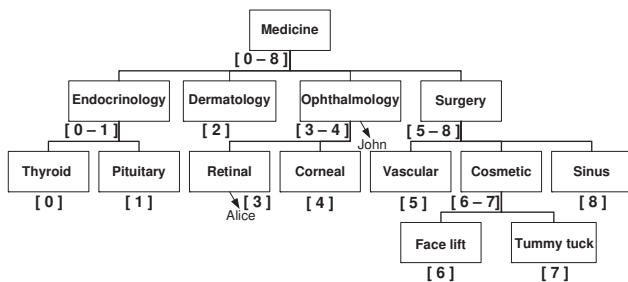 Medicine
[ 0 – 8 ]
Endocrinology Dermatology Ophthalmology Surgery
[ 0 – 1 ] [ 2 ] [ 3 – 4 ] [ 5 – 8 ]
John
Thyroid Pituitary Retinal Corneal Vascular Cosmetic Sinus
[ 0 ] [ 1 ] [ 3 ] [ 4 ] [ 5 ] [ 6 – 7 ] [ 8 ]
Alice
Face lift Tummy tuck
[ 6 ] [ 7 ]